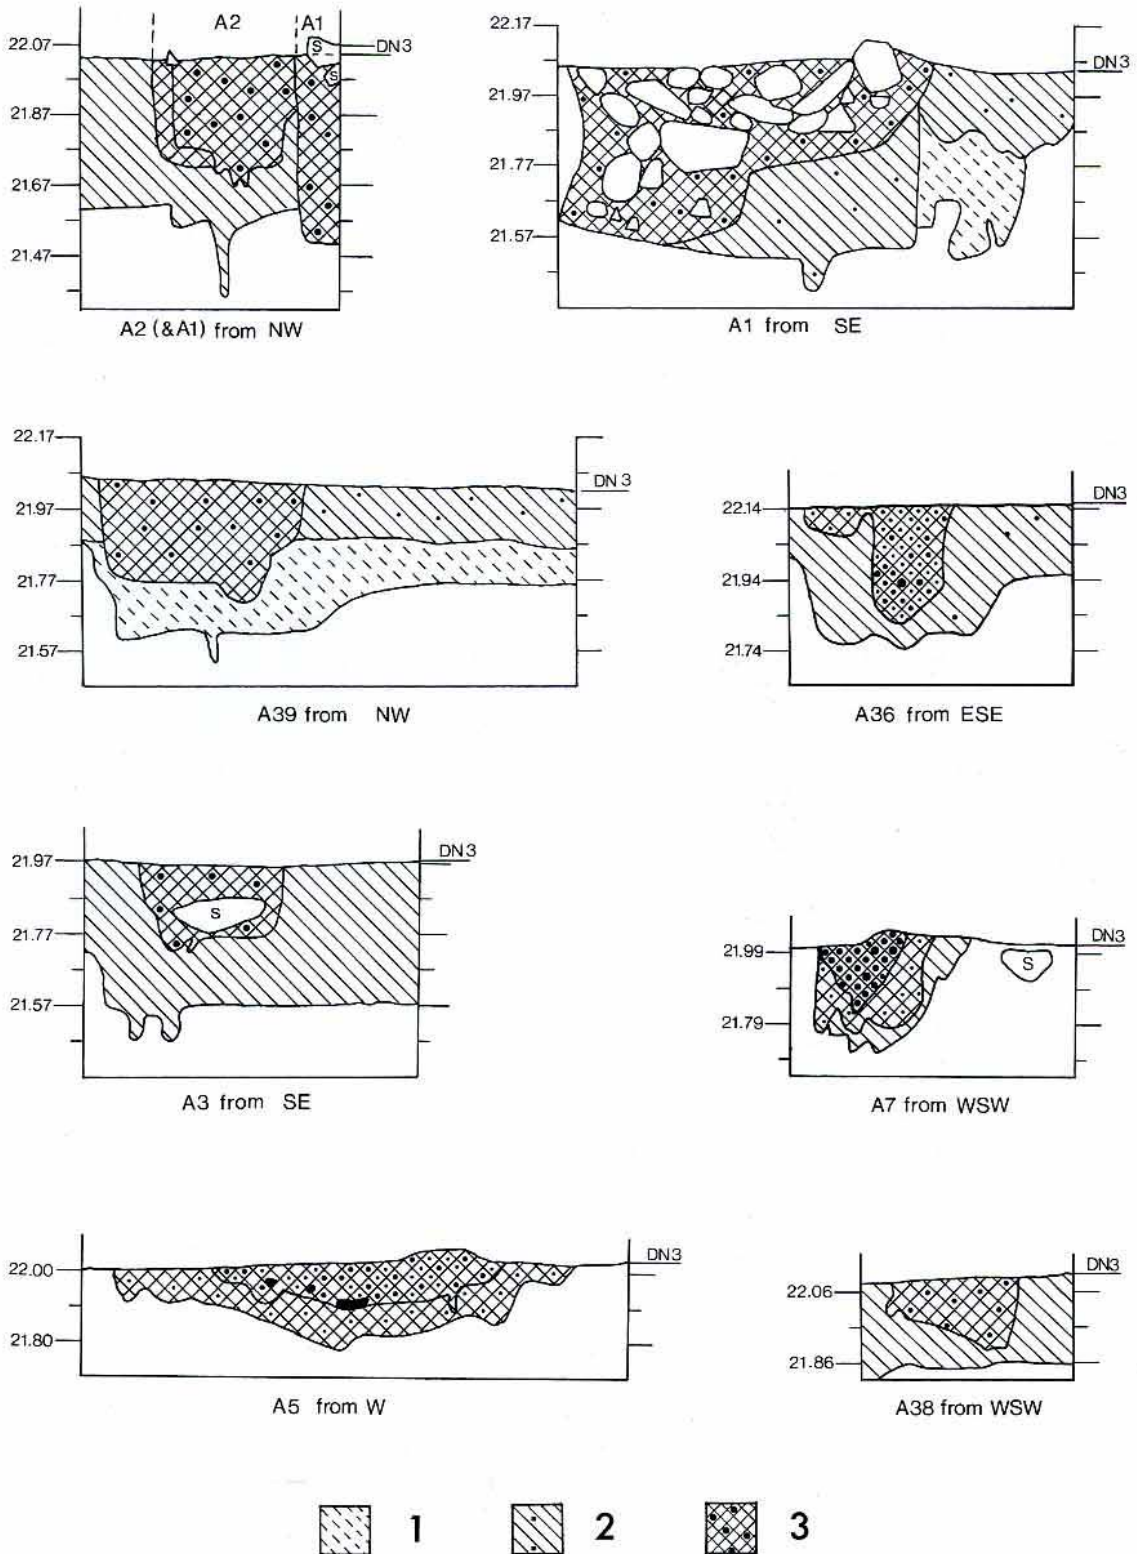 A2 A1
22.07
S
DN3
S
21.87
21.67
21.47
A2 (&A1) from NW
22.17
DN3
21.97
21.77
21.57
A1 from SE
22.17
DN3
21.97
21.77
21.57
A39 from NW
DN3
22.14
21.94
21.74
A36 from ESE
DN3
21.97
S
21.77
21.57
A3 from SE
DN3
21.99
S
21.79
A7 from WSW
DN3
22.00
21.80
A5 from W
DN3
22.06
21.86
A38 from WSW
1 2 3